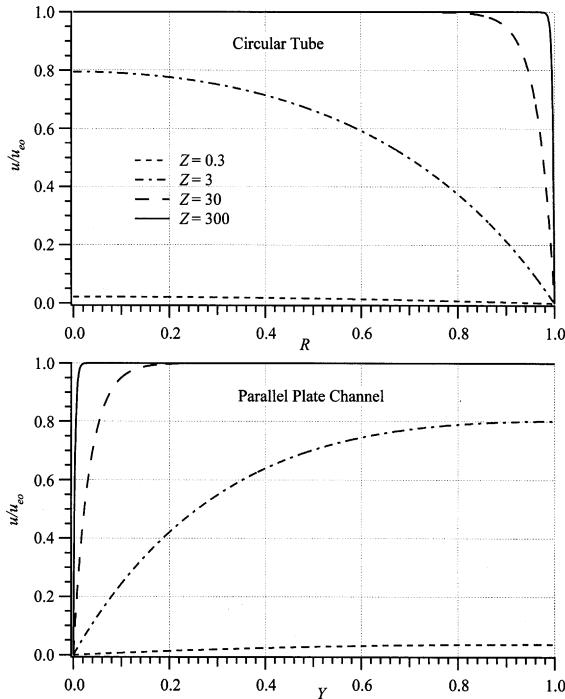 1.0
Circular Tube
0.8
0.6
u/u_eo
Z = 0.3
Z = 3
0.4
Z = 30
Z = 300
0.2
0.0
0.0 0.2 0.4 0.6 0.8 1.0
R
1.0
Parallel Plate Channel
0.8
0.6
u/u_eo
0.4
0.2
0.0
0.0 0.2 0.4 0.6 0.8 1.0
Y